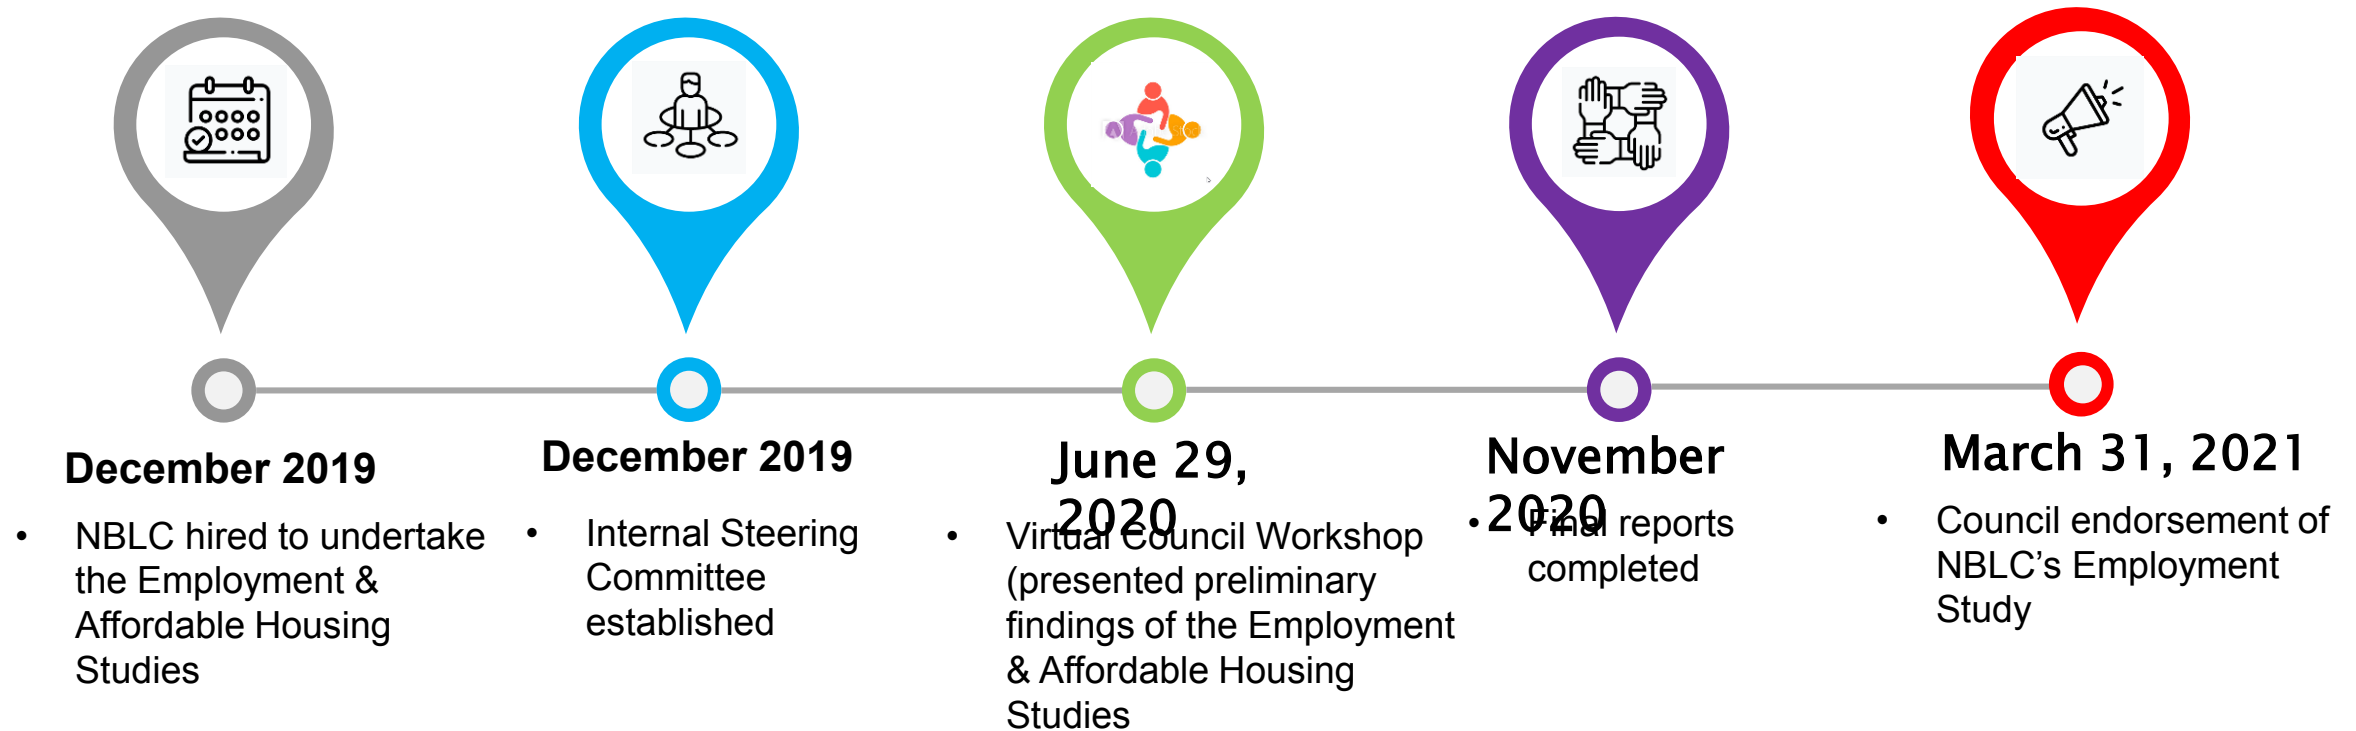 December 2019
• NBLC hired to undertake
the Employment &
Affordable Housing
Studies
December 2019
• Internal Steering
Committee
established
June 29,
2020
• Virtual Council Workshop
(presented preliminary
findings of the Employment
& Affordable Housing
Studies
November
2020
• Final reports
completed
March 31, 2021
• Council endorsement of
NBLC’s Employment
Study